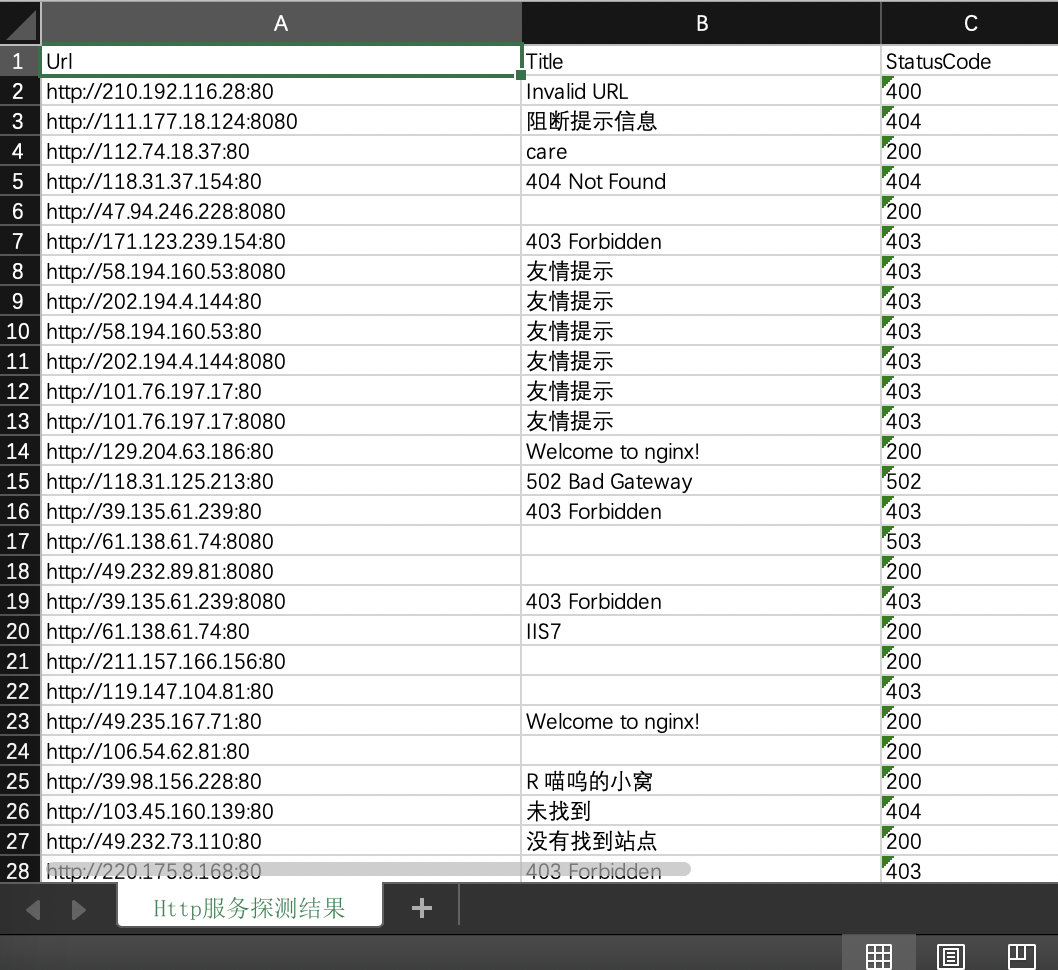 A B C
1 Url Title StatusCode
2 http://210.192.116.28:80 Invalid URL 400
3 http://111.177.18.124:8080 阻断提示信息 404
4 http://112.74.18.37:80 care 200
5 http://118.31.37.154:80 404 Not Found 404
6 http://47.94.246.228:8080 200
7 http://171.123.239.154:80 403 Forbidden 403
8 http://58.194.160.53:8080 友情提示 403
9 http://202.194.4.144:80 友情提示 403
10 http://58.194.160.53:80 友情提示 403
11 http://202.194.4.144:8080 友情提示 403
12 http://101.76.197.17:80 友情提示 403
13 http://101.76.197.17:8080 友情提示 403
14 http://129.204.63.186:80 Welcome to nginx! 200
15 http://118.31.125.213:80 502 Bad Gateway 502
16 http://39.135.61.239:80 403 Forbidden 403
17 http://61.138.61.74:8080 503
18 http://49.232.89.81:8080 200
19 http://39.135.61.239:8080 403 Forbidden 403
20 http://61.138.61.74:80 IIS7 200
21 http://211.157.166.156:80 200
22 http://119.147.104.81:80 403
23 http://49.235.167.71:80 Welcome to nginx! 200
24 http://106.54.62.81:80 200
25 http://39.98.156.228:80 R 喵呜的小窝 200
26 http://103.45.160.139:80 未找到 404
27 http://49.232.73.110:80 没有找到站点 200
28 http://220.175.8.168:80 403 Forbidden 403
Http服务探测结果